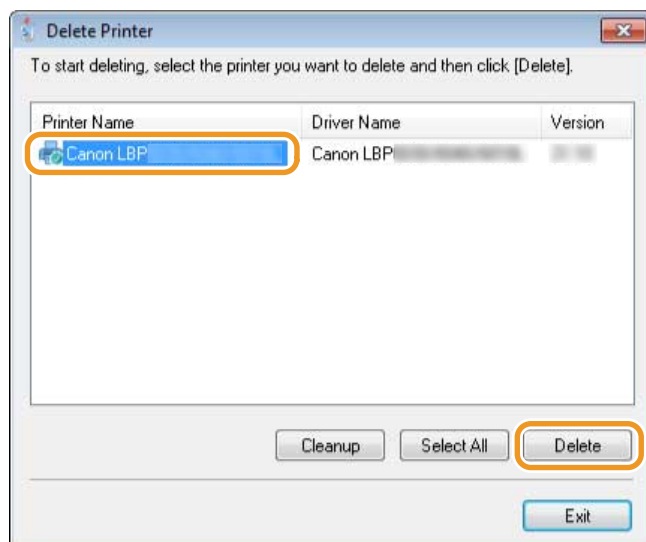 Delete Printer
To start deleting, select the printer you want to delete and then click [Delete].
Printer Name Driver Name Version
Canon LBP Canon LBP
Cleanup Select All Delete
Exit